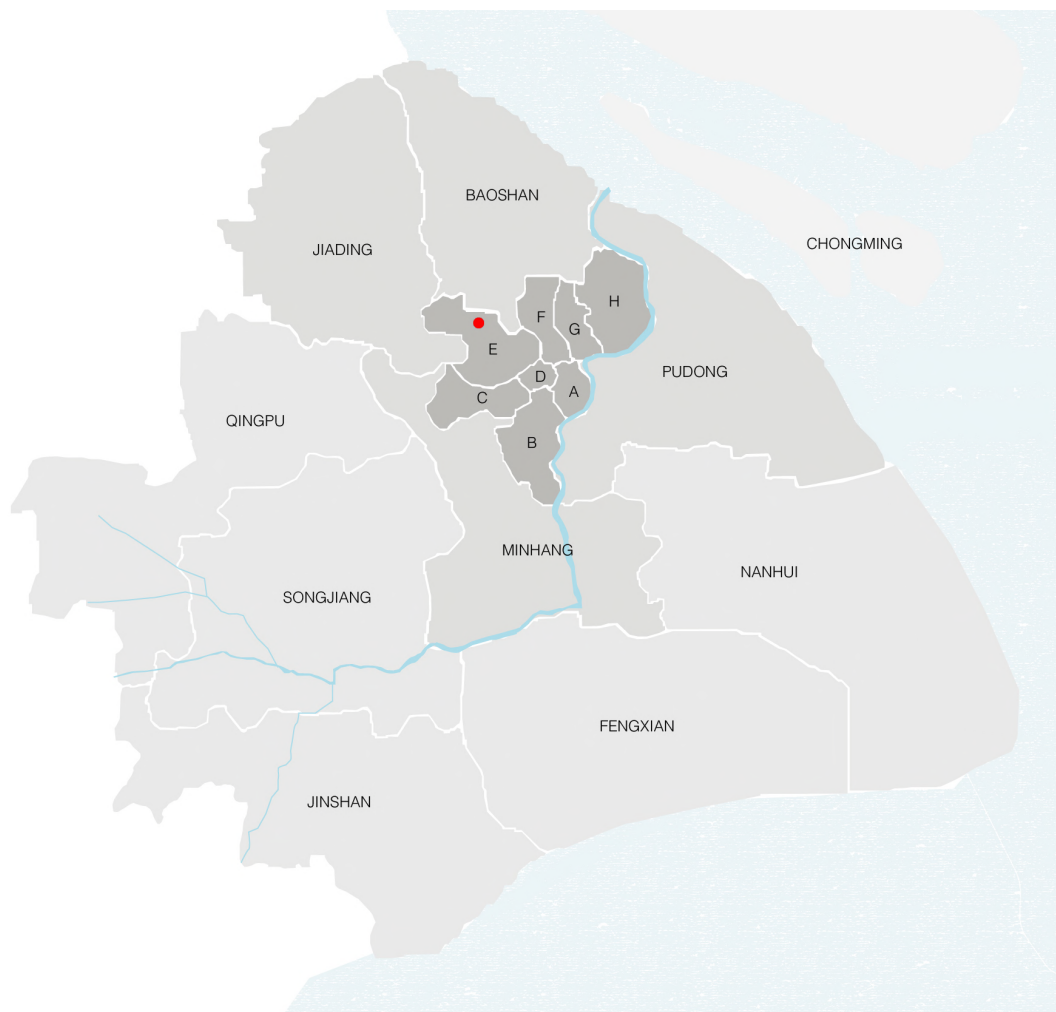 BAOSHAN
CHONGMING
JIADING
H
F
G
E
PUDONG
D
A
C
QINGPU
B
MINHANG
NANHUI
SONGJIANG
FENGXIAN
JINSHAN